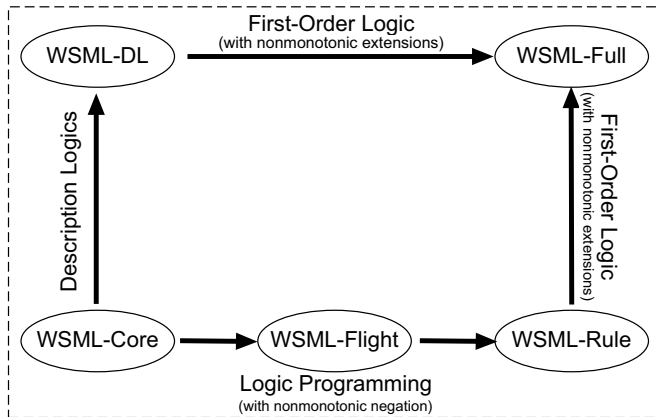 First-Order Logic
(with nonmonotonic extensions)
WSML-DL
WSML-Full
Description Logics
First-Order Logic
(with nonmonotonic extensions)
WSML-Core
WSML-Flight
WSML-Rule
Logic Programming
(with nonmonotonic negation)